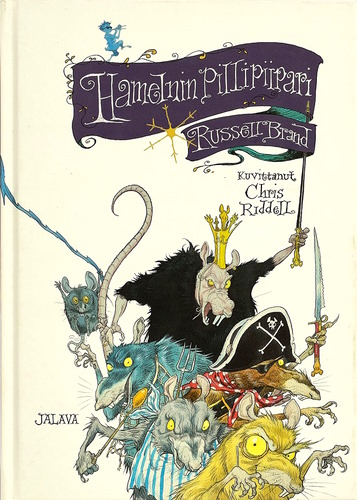 Hamelnin Pillipiipari
Russell Brand
Kuvittanut
Chris
Riddell
JALAVA